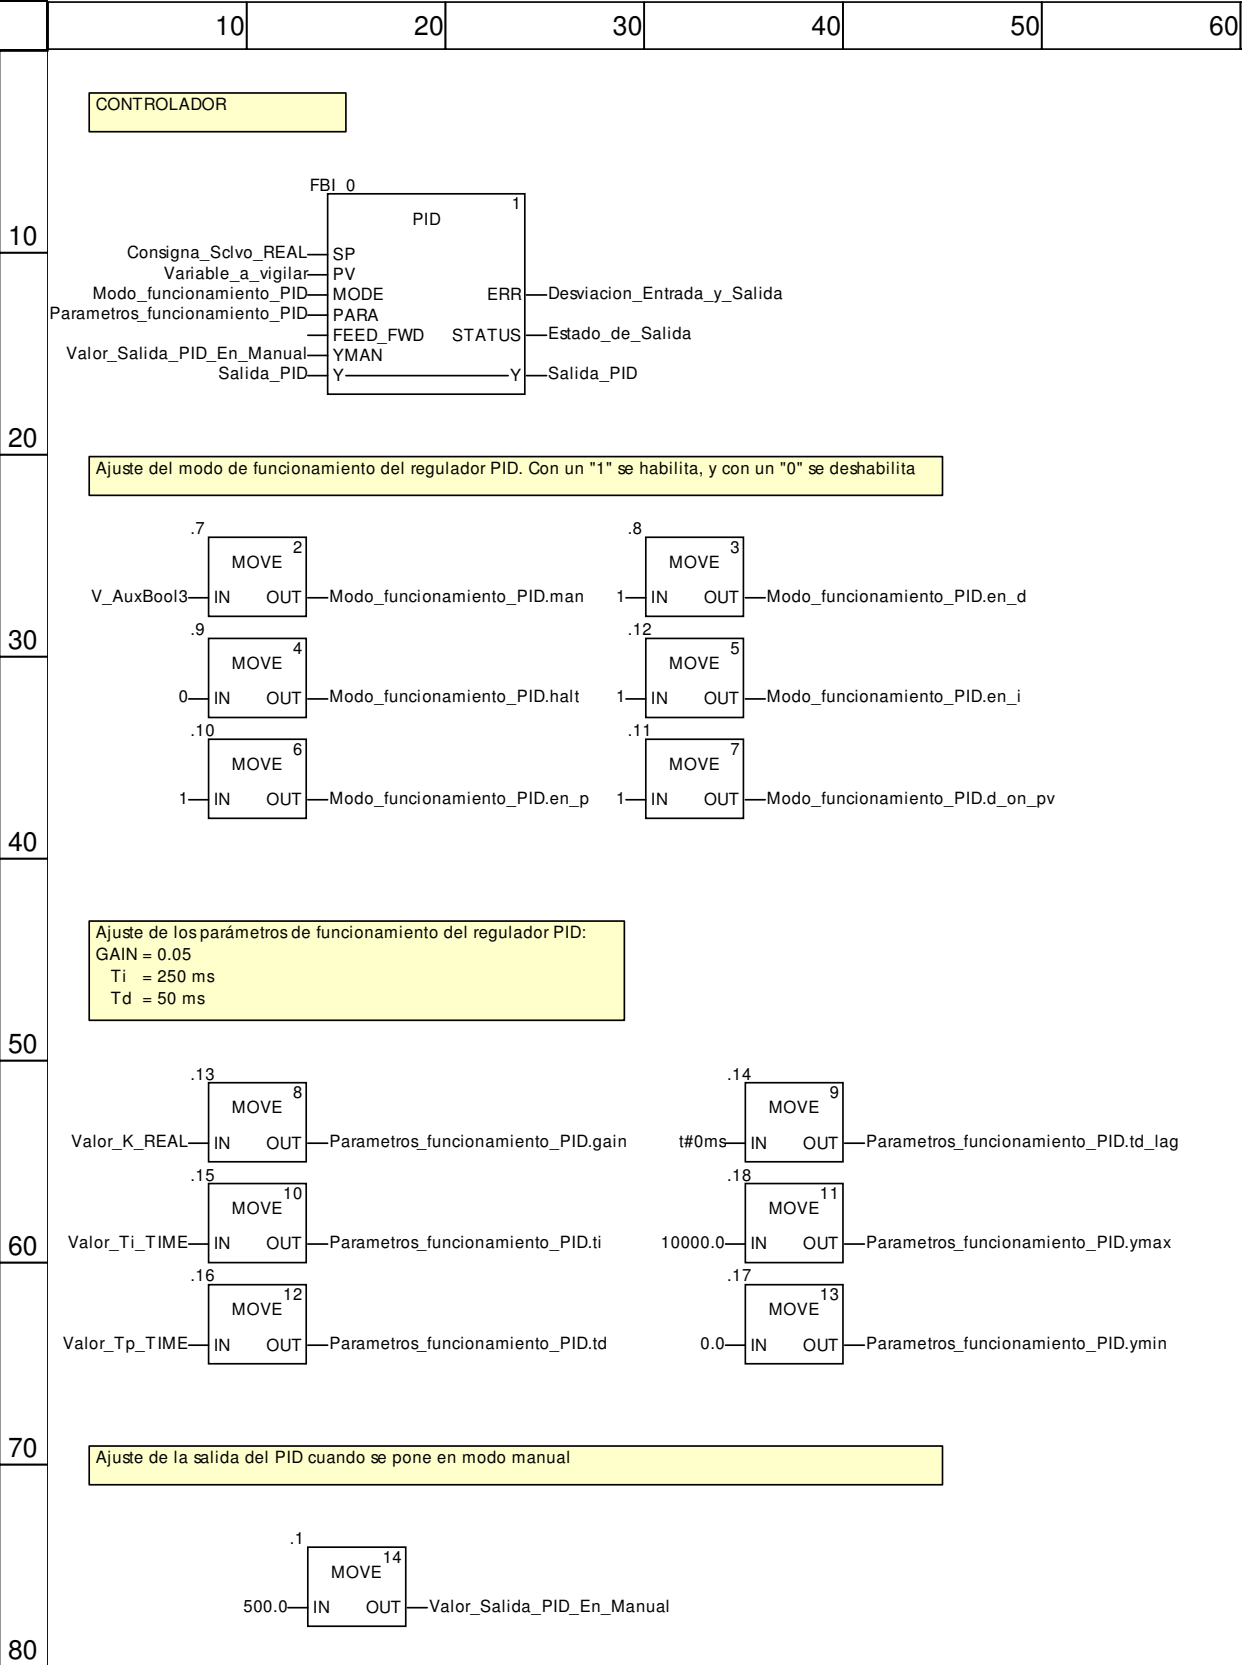 10 20 30 40 50 60
CONTROLADOR
FBI_0
1
PID
10
Consigna_Sclvo_REAL SP
Variable_a_vigilar PV
Modo_funcionamiento_PID MODE ERR Desviacion_Entrada_y_Salida
Parametros_funcionamiento_PID PARA
FEED_FWD STATUS Estado_de_Salida
Valor_Salida_PID_En_Manual YMAN
Salida_PID Y Y Salida_PID
20
Ajuste del modo de funcionamiento del regulador PID. Con un "1" se habilita, y con un "0" se deshabilita
.7 .8
MOVE 2 MOVE 3
V_AuxBool3 IN OUT Modo_funcionamiento_PID.man 1 IN OUT Modo_funcionamiento_PID.en_d
30
.9 .12
MOVE 4 MOVE 5
0 IN OUT Modo_funcionamiento_PID.halt 1 IN OUT Modo_funcionamiento_PID.en_i
.10 .11
MOVE 6 MOVE 7
1 IN OUT Modo_funcionamiento_PID.en_p 1 IN OUT Modo_funcionamiento_PID.d_on_pv
40
Ajuste de los parámetros de funcionamiento del regulador PID:
GAIN = 0.05
Ti = 250 ms
Td = 50 ms
50
.13 .14
MOVE 8 MOVE 9
Valor_K_REAL IN OUT Parametros_funcionamiento_PID.gain t#0ms IN OUT Parametros_funcionamiento_PID.td_lag
.15 .18
MOVE 10 MOVE 11
60
Valor_Ti_TIME IN OUT Parametros_funcionamiento_PID.ti 10000.0 IN OUT Parametros_funcionamiento_PID.ymax
.16 .17
MOVE 12 MOVE 13
Valor_Tp_TIME IN OUT Parametros_funcionamiento_PID.td 0.0 IN OUT Parametros_funcionamiento_PID.ymin
70
Ajuste de la salida del PID cuando se pone en modo manual
.1
MOVE 14
500.0 IN OUT Valor_Salida_PID_En_Manual
80